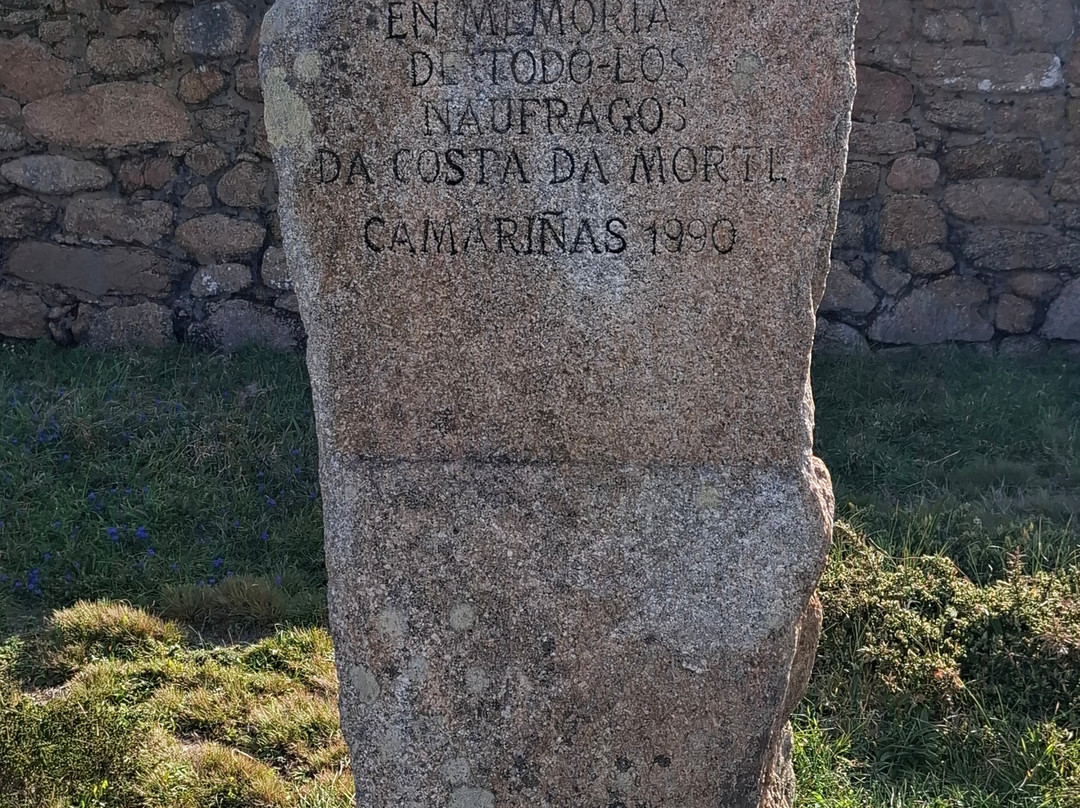 EN MEMORIA
DE TODO-LOS
NAUFRAGOS
DA COSTA DA MORTE
CAMARIÑAS 1990